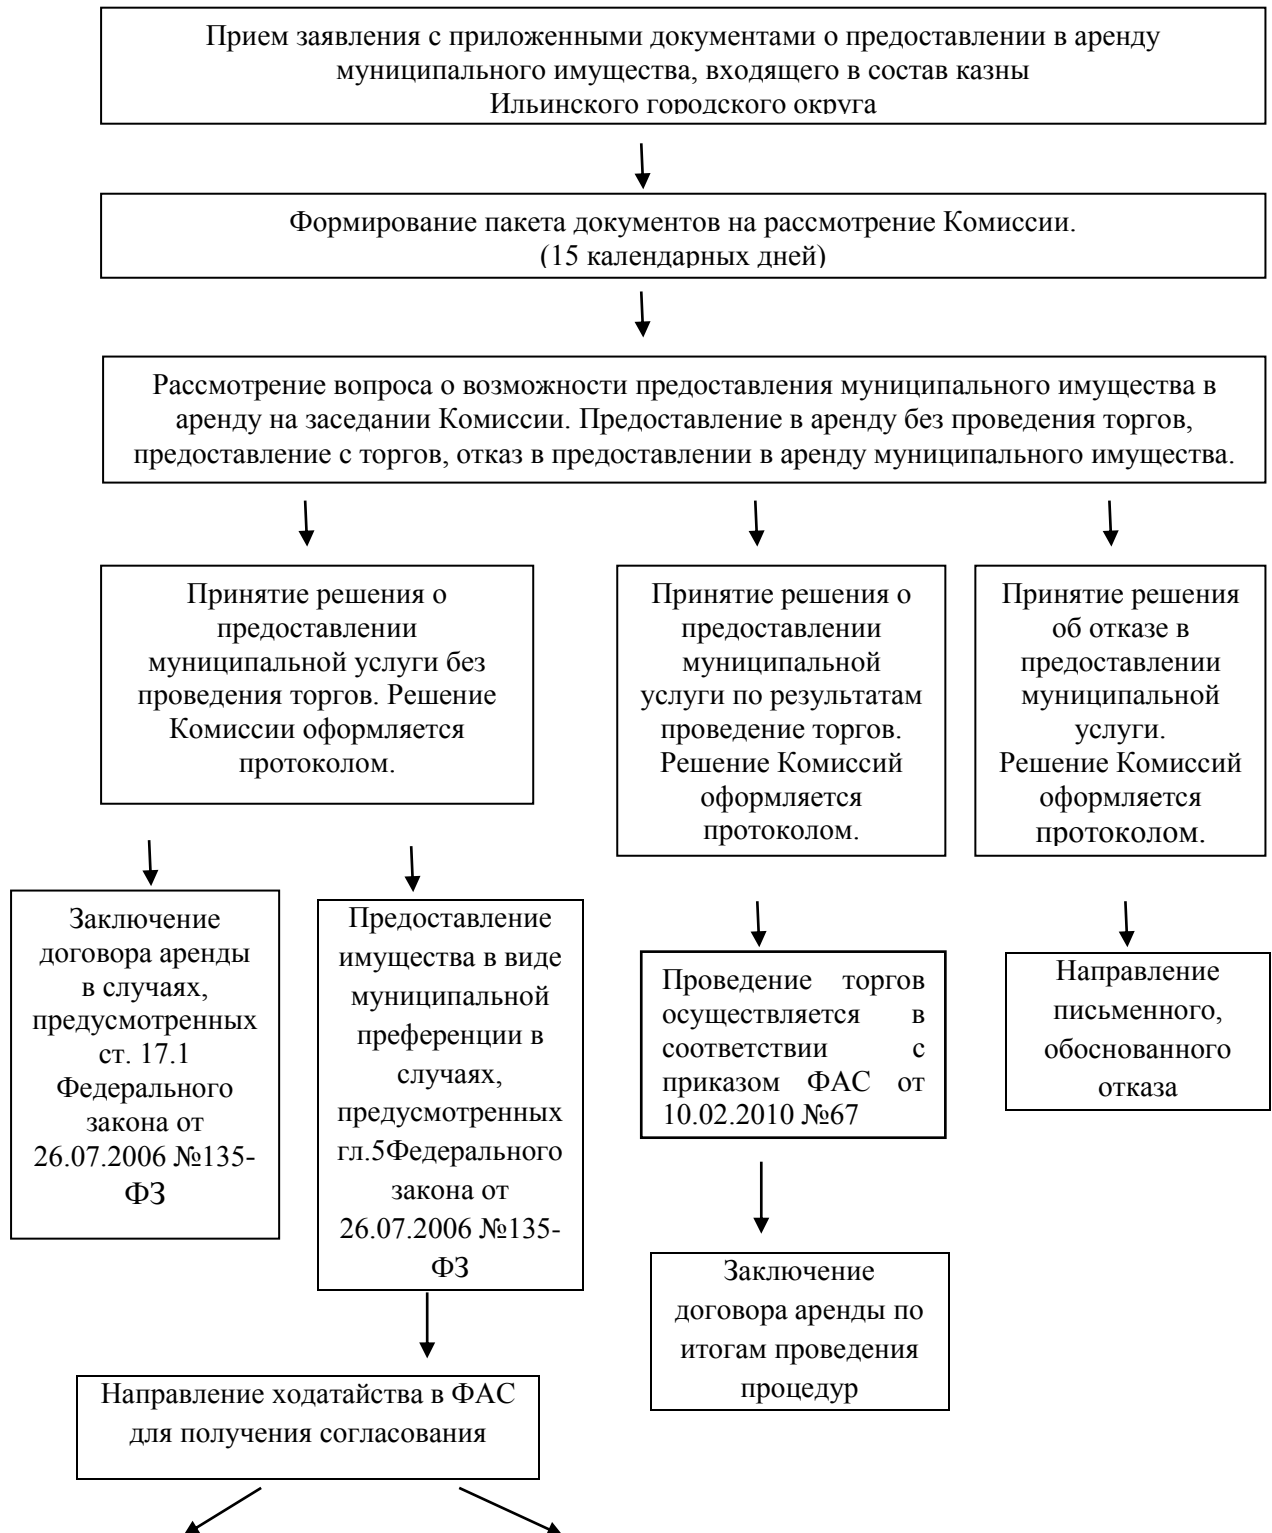 Прием заявления с приложенными документами о предоставлении в аренду
муниципального имущества, входящего в состав казны
Ильинского городского округа
Формирование пакета документов на рассмотрение Комиссии.
(15 календарных дней)
Рассмотрение вопроса о возможности предоставления муниципального имущества в
аренду на заседании Комиссии. Предоставление в аренду без проведения торгов,
предоставление с торгов, отказ в предоставлении в аренду муниципального имущества.
Принятие решения о
предоставлении
муниципальной услуги без
проведения торгов. Решение
Комиссии оформляется
протоколом.
Принятие решения о
предоставлении
муниципальной
услуги по результатам
проведение торгов.
Решение Комиссий
оформляется
протоколом.
Принятие решения
об отказе в
предоставлении
муниципальной
услуги.
Решение Комиссий
оформляется
протоколом.
Заключение
договора аренды
в случаях,
предусмотренных
ст. 17.1
Федерального
закона от
26.07.2006 №135-
ФЗ
Предоставление
имущества в виде
муниципальной
преференции в
случаях,
предусмотренных
гл.5Федерального
закона от
26.07.2006 №135-
ФЗ
Проведение торгов
осуществляется в
соответствии с
приказом ФАС от
10.02.2010 №67
Направление
письменного,
обоснованного
отказа
Заключение
договора аренды по
итогам проведения
процедур
Направление ходатайства в ФАС
для получения согласования